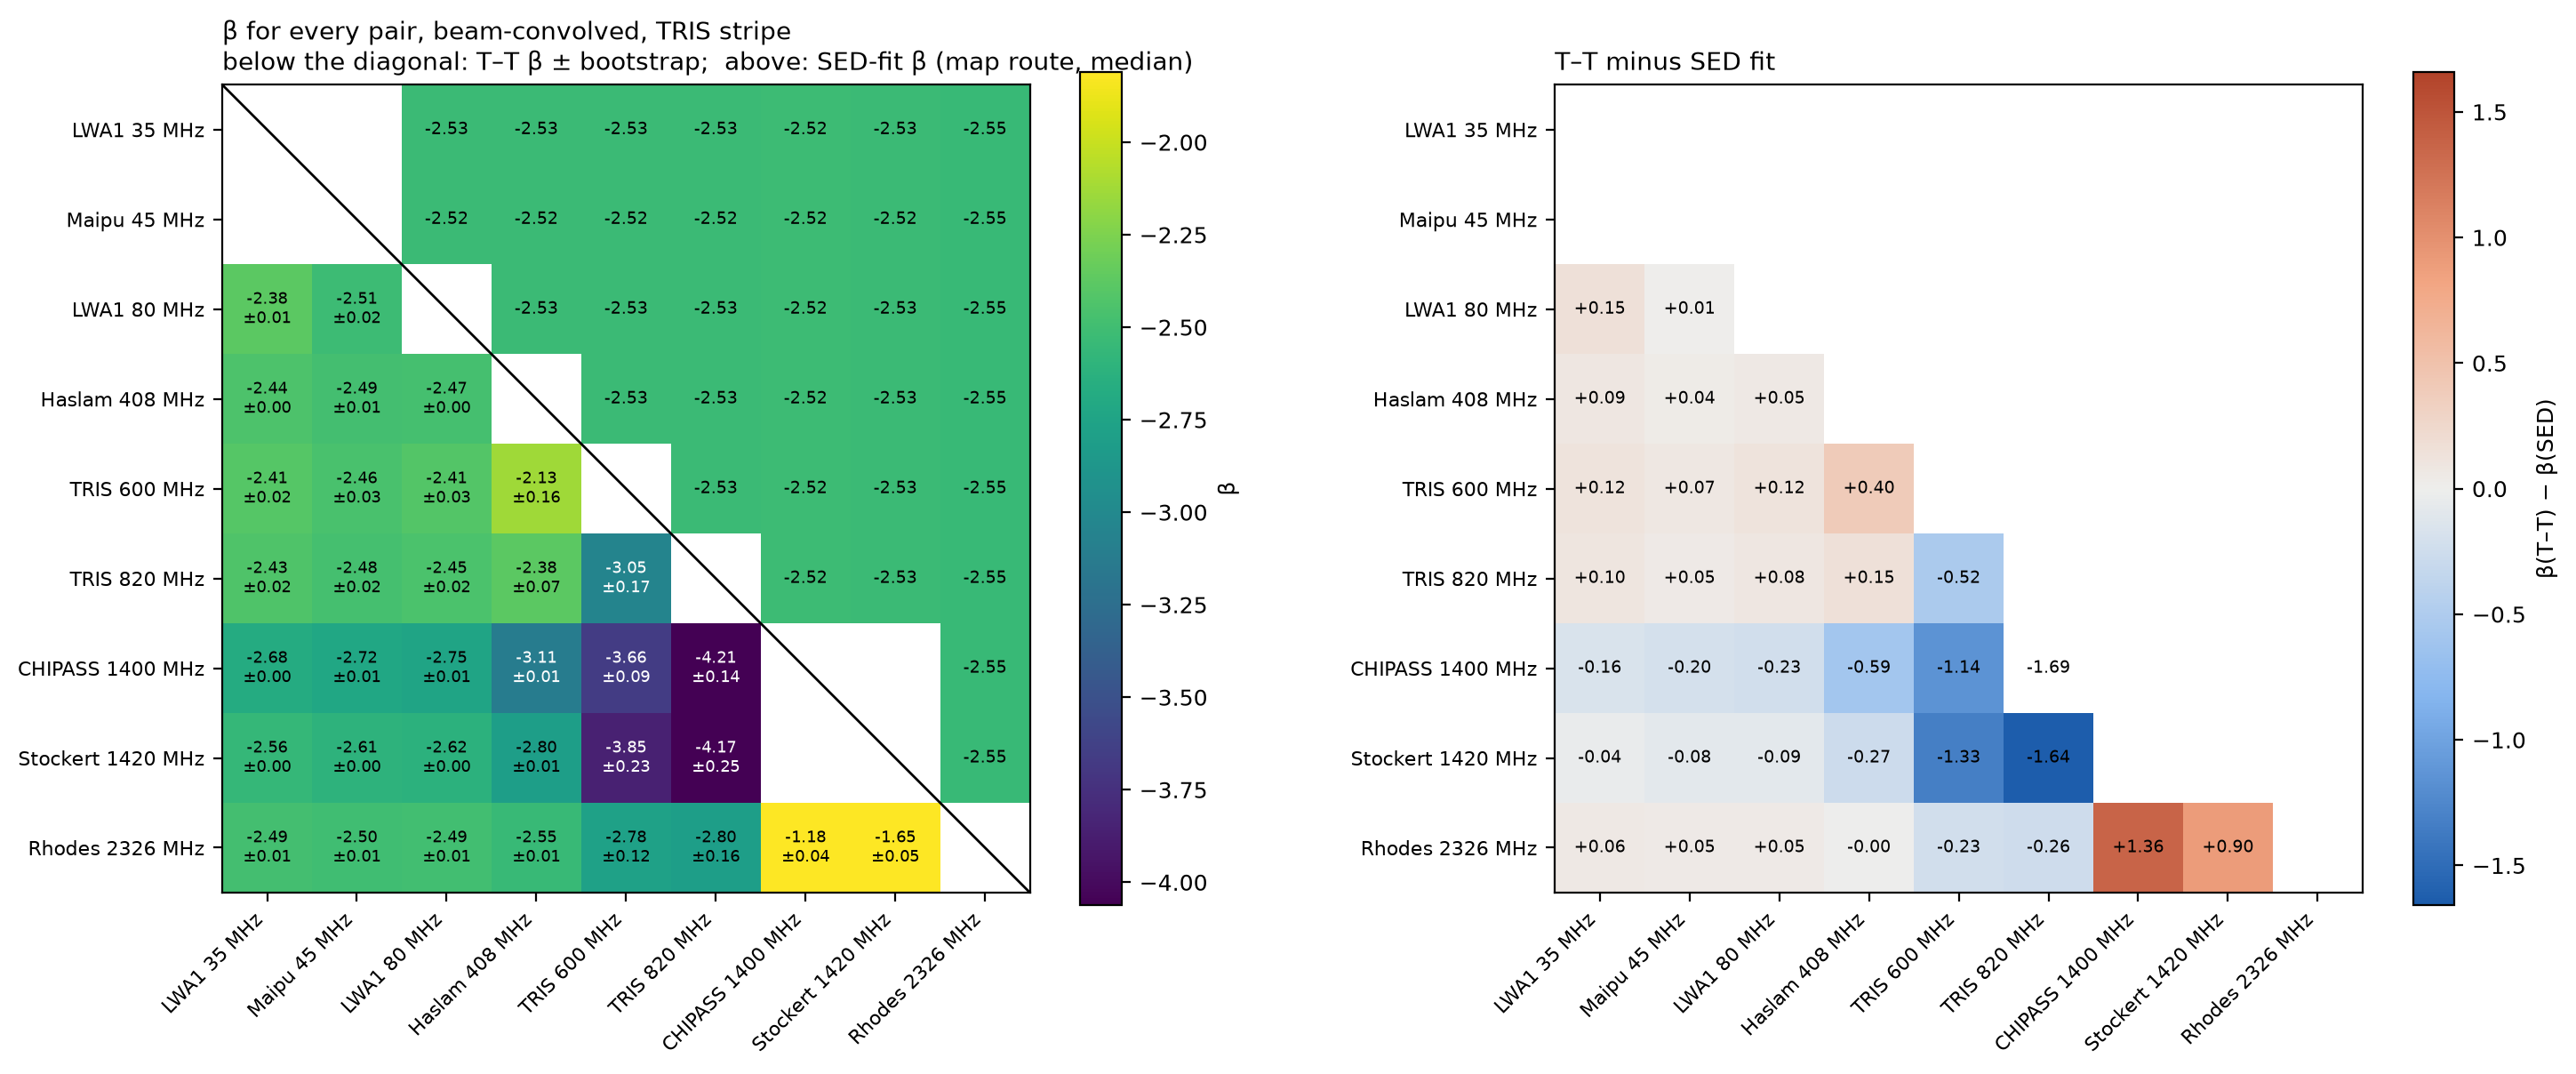 β for every pair, beam-convolved, TRIS stripe
below the diagonal: T–T β ± bootstrap;  above: SED-fit β (map route, median)
LWA1 35 MHz -2.53 -2.53 -2.53 -2.53 -2.52 -2.53 -2.55
Maipu 45 MHz -2.52 -2.52 -2.52 -2.52 -2.52 -2.52 -2.55
LWA1 80 MHz -2.38 ±0.01 -2.51 ±0.02 -2.53 -2.53 -2.53 -2.52 -2.53 -2.55
Haslam 408 MHz -2.44 ±0.00 -2.49 ±0.01 -2.47 ±0.00 -2.53 -2.53 -2.52 -2.53 -2.55
TRIS 600 MHz -2.41 ±0.02 -2.46 ±0.03 -2.41 ±0.03 -2.13 ±0.16 -2.53 -2.52 -2.53 -2.55
TRIS 820 MHz -2.43 ±0.02 -2.48 ±0.02 -2.45 ±0.02 -2.38 ±0.07 -3.05 ±0.17 -2.52 -2.53 -2.55
CHIPASS 1400 MHz -2.68 ±0.00 -2.72 ±0.01 -2.75 ±0.01 -3.11 ±0.01 -3.66 ±0.09 -4.21 ±0.14 -2.55
Stockert 1420 MHz -2.56 ±0.00 -2.61 ±0.00 -2.62 ±0.00 -2.80 ±0.01 -3.85 ±0.23 -4.17 ±0.25 -2.55
Rhodes 2326 MHz -2.49 ±0.01 -2.50 ±0.01 -2.49 ±0.01 -2.55 ±0.01 -2.78 ±0.12 -2.80 ±0.16 -1.18 ±0.04 -1.65 ±0.05
LWA1 35 MHz
Maipu 45 MHz
LWA1 80 MHz
Haslam 408 MHz
TRIS 600 MHz
TRIS 820 MHz
CHIPASS 1400 MHz
Stockert 1420 MHz
Rhodes 2326 MHz
−2.00
−2.25
−2.50
−2.75
−3.00
−3.25
−3.50
−3.75
−4.00
β
T–T minus SED fit
LWA1 35 MHz
Maipu 45 MHz
LWA1 80 MHz +0.15 +0.01
Haslam 408 MHz +0.09 +0.04 +0.05
TRIS 600 MHz +0.12 +0.07 +0.12 +0.40
TRIS 820 MHz +0.10 +0.05 +0.08 +0.15 -0.52
CHIPASS 1400 MHz -0.16 -0.20 -0.23 -0.59 -1.14 -1.69
Stockert 1420 MHz -0.04 -0.08 -0.09 -0.27 -1.33 -1.64
Rhodes 2326 MHz +0.06 +0.05 +0.05 -0.00 -0.23 -0.26 +1.36 +0.90
LWA1 35 MHz
Maipu 45 MHz
LWA1 80 MHz
Haslam 408 MHz
TRIS 600 MHz
TRIS 820 MHz
CHIPASS 1400 MHz
Stockert 1420 MHz
Rhodes 2326 MHz
1.5
1.0
0.5
0.0
−0.5
−1.0
−1.5
β(T–T) − β(SED)